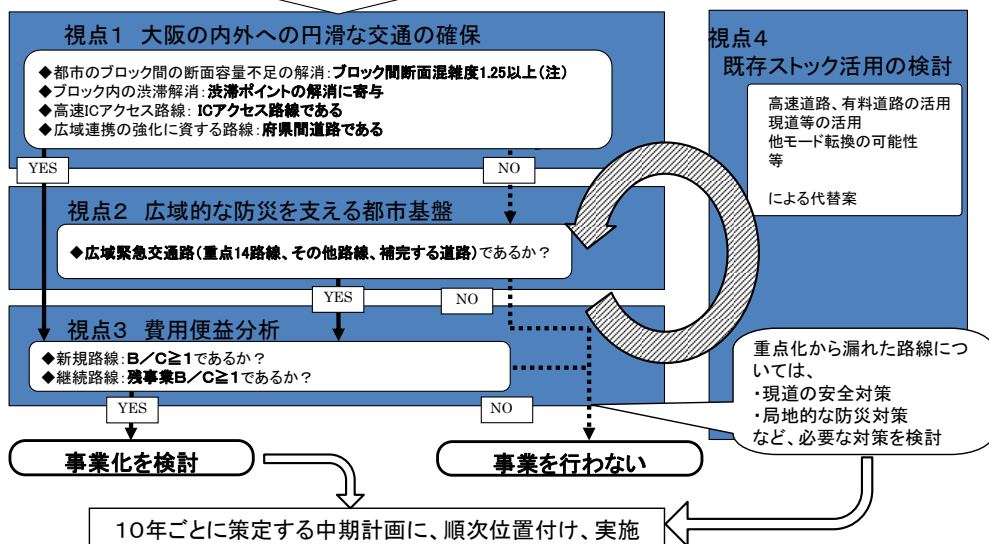 視点1 大阪の内外への円滑な交通の確保
◆都市のブロック間の断面容量不足の解消:ブロック間断面混雑度1.25以上(注)
◆ブロック内の渋滞解消:渋滞ポイントの解消に寄与
◆高速ICアクセス路線: ICアクセス路線である
◆広域連携の強化に資する路線:府県間道路である
YES
NO
視点2 広域的な防災を支える都市基盤
◆広域緊急交通路(重点14路線、その他路線、補完する道路)であるか?
YES
NO
視点3 費用便益分析
◆新規路線:B/C≧1であるか?
◆継続路線:残事業B/C≧1であるか?
YES
NO
視点4
既存ストック活用の検討
高速道路、有料道路の活用
現道等の活用
他モード転換の可能性
等
による代替案
重点化から漏れた路線につ
いては、
・現道の安全対策
・局地的な防災対策
など、必要な対策を検討
事業化を検討
事業を行わない
10年ごとに策定する中期計画に、順次位置付け、実施